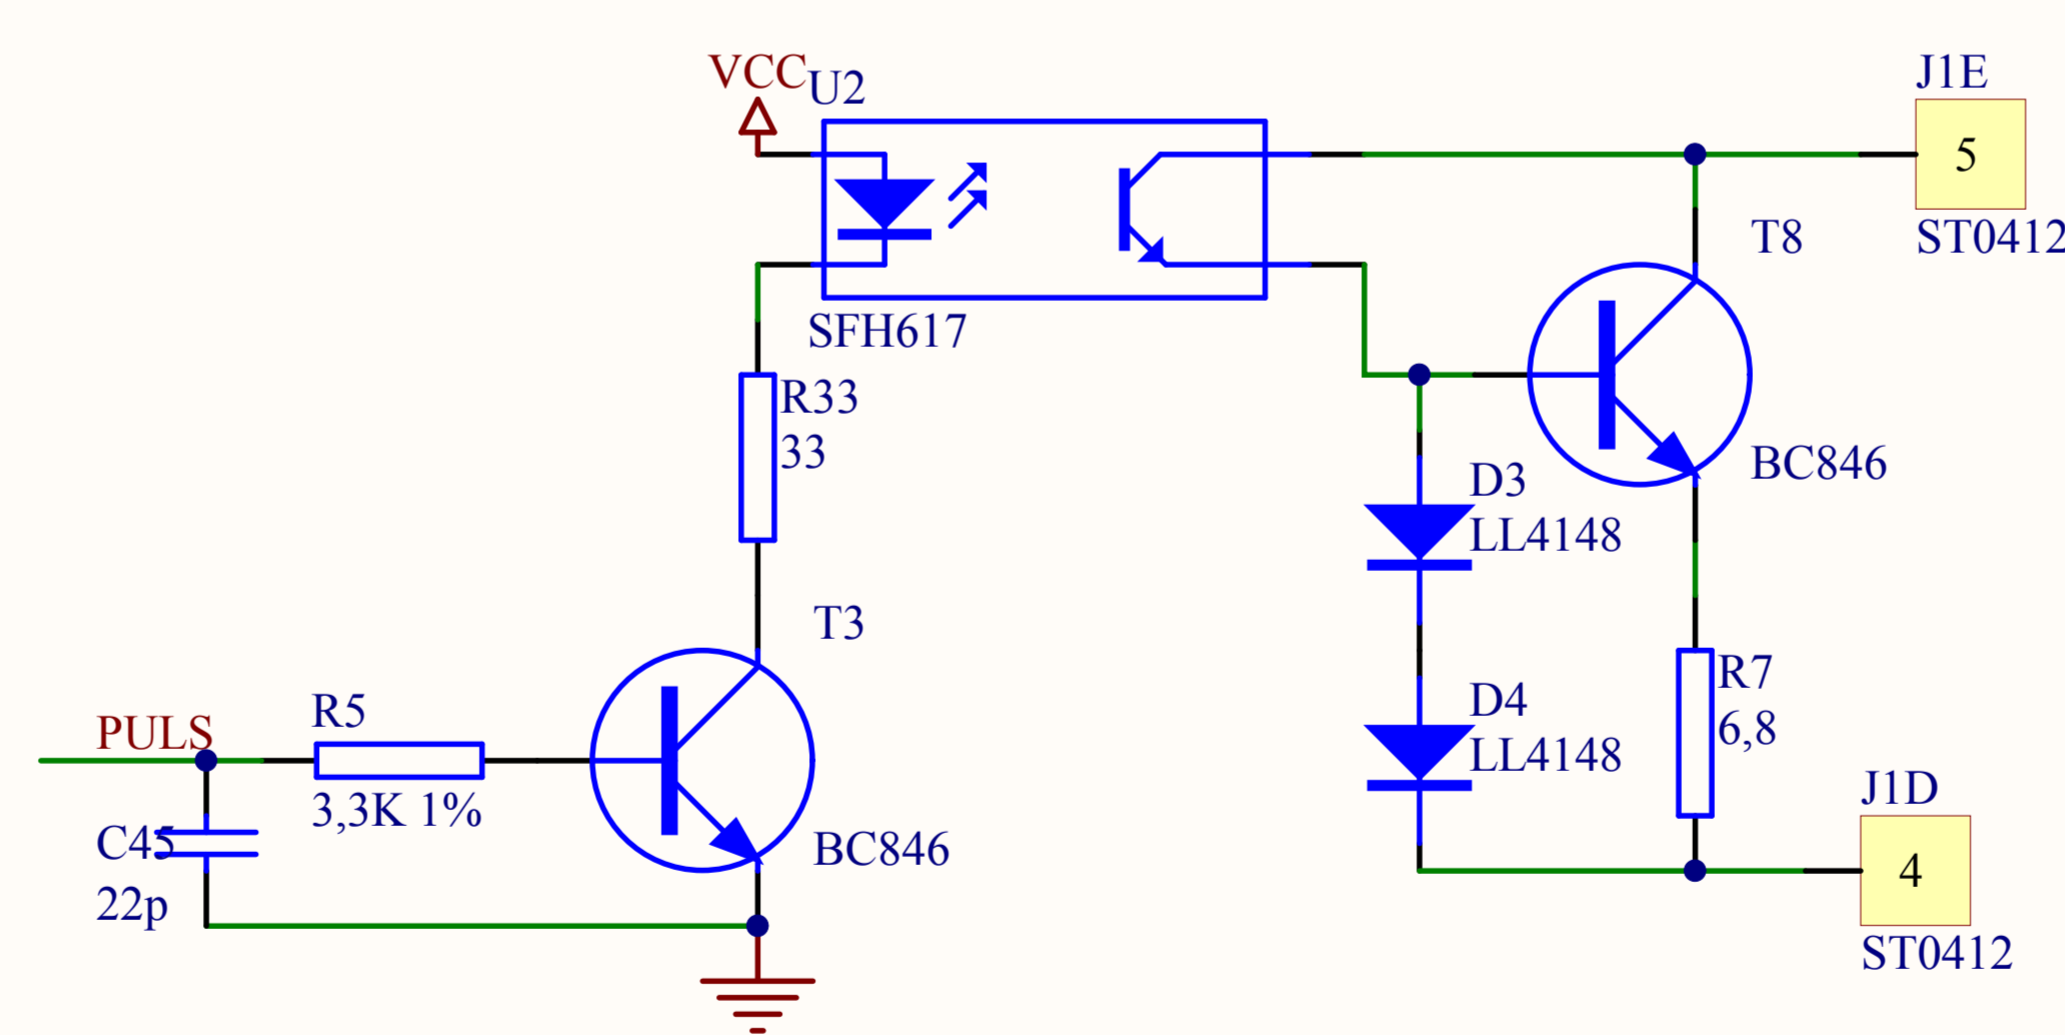 VCC
U2
SFH617
R33
33
T3
BC846
PULS
R5
3,3K 1%
C45
22p
J1E
5
ST0412
T8
BC846
D3
LL4148
D4
LL4148
R7
6,8
J1D
4
ST0412